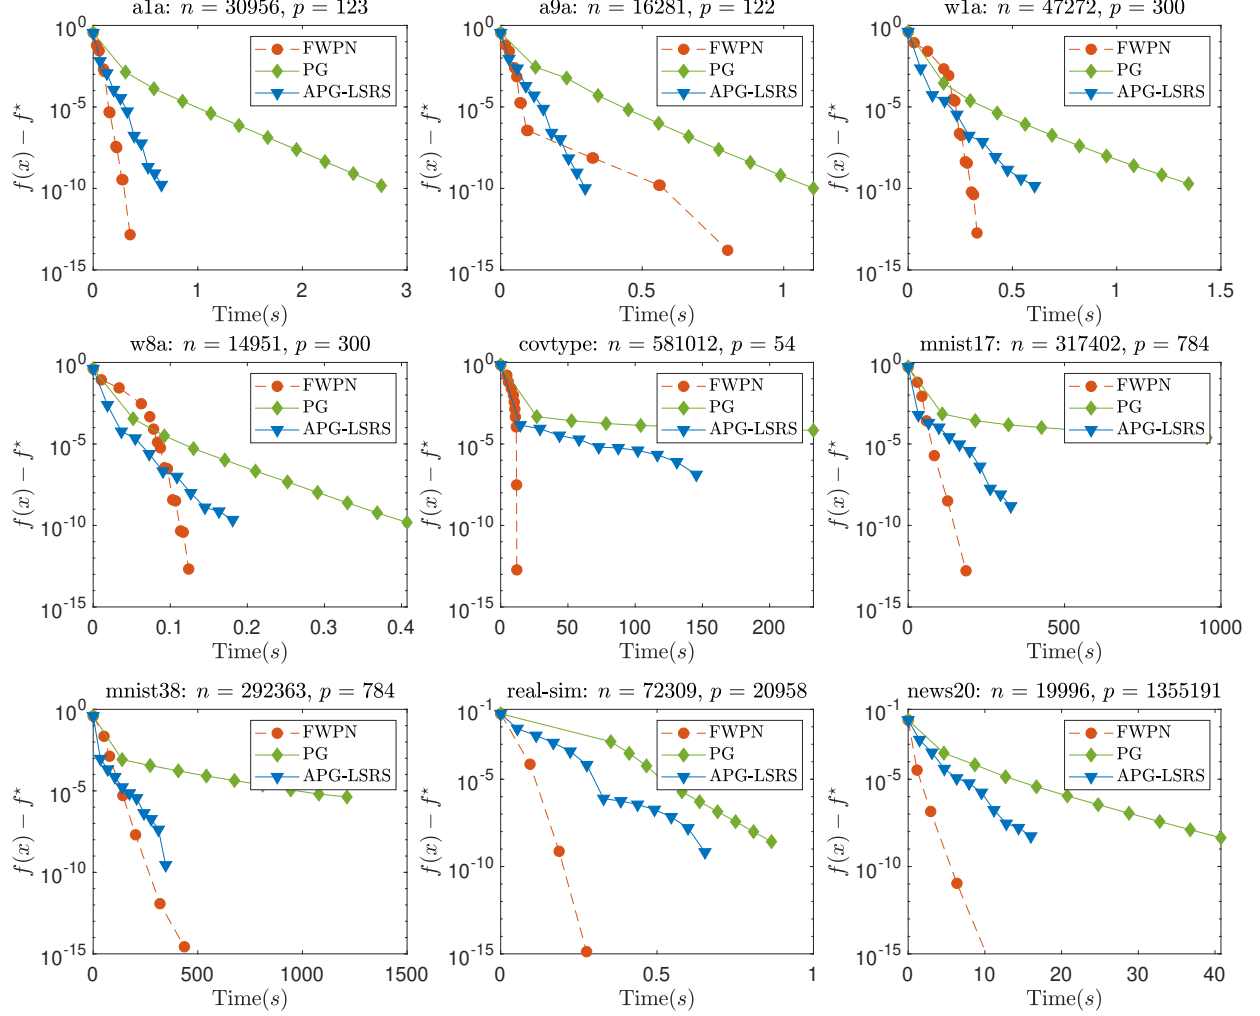 a1a: n = 30956, p = 123
f(x) − f⋆
10^0
10^-5
10^-10
10^-15
FWPN
PG
APG-LSRS
0 1 2 3
Time(s)
a9a: n = 16281, p = 122
f(x) − f⋆
10^0
10^-5
10^-10
10^-15
FWPN
PG
APG-LSRS
0 0.5 1
Time(s)
w1a: n = 47272, p = 300
f(x) − f⋆
10^0
10^-5
10^-10
10^-15
FWPN
PG
APG-LSRS
0 0.5 1 1.5
Time(s)
w8a: n = 14951, p = 300
f(x) − f⋆
10^0
10^-5
10^-10
10^-15
FWPN
PG
APG-LSRS
0 0.1 0.2 0.3 0.4
Time(s)
covtype: n = 581012, p = 54
f(x) − f⋆
10^0
10^-5
10^-10
10^-15
FWPN
PG
APG-LSRS
0 50 100 150 200
Time(s)
mnist17: n = 317402, p = 784
f(x) − f⋆
10^0
10^-5
10^-10
10^-15
FWPN
PG
APG-LSRS
0 500 1000
Time(s)
mnist38: n = 292363, p = 784
f(x) − f⋆
10^0
10^-5
10^-10
10^-15
FWPN
PG
APG-LSRS
0 500 1000 1500
Time(s)
real-sim: n = 72309, p = 20958
f(x) − f⋆
10^-1
10^-5
10^-10
10^-15
FWPN
PG
APG-LSRS
0 0.5 1
Time(s)
news20: n = 19996, p = 1355191
f(x) − f⋆
10^-1
10^-5
10^-10
10^-15
FWPN
PG
APG-LSRS
0 10 20 30 40
Time(s)